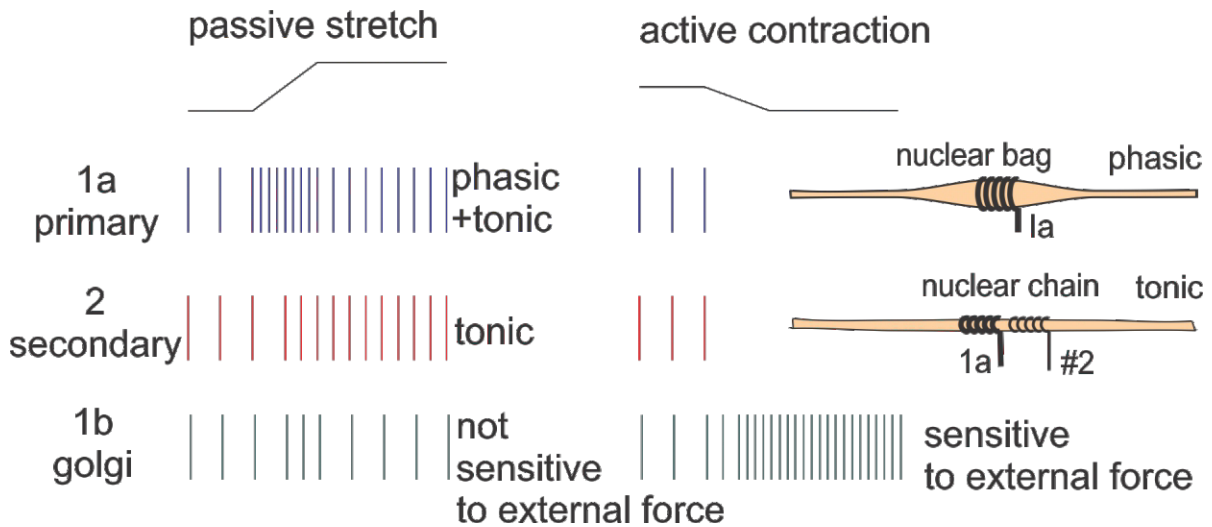 passive stretch
active contraction
1a
primary
phasic
+tonic
nuclear bag
phasic
Ia
2
secondary
tonic
nuclear chain
tonic
1a
#2
1b
golgi
not
sensitive
to external force
sensitive
to external force